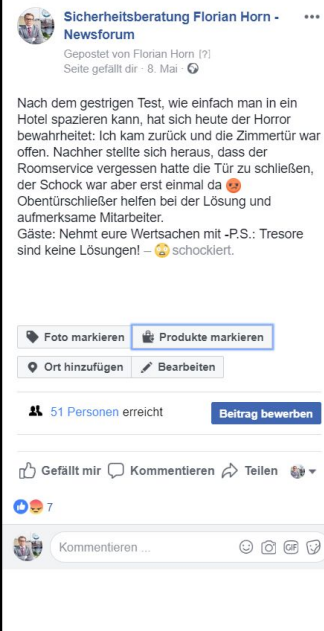 Sicherheitsberatung Florian Horn -
Newsforum
Gepostet von Florian Horn [?]
Seite gefällt dir · 8. Mai ·
Nach dem gestrigen Test, wie einfach man in ein
Hotel spazieren kann, hat sich heute der Horror
bewahrheitet: Ich kam zurück und die Zimmertür war
offen. Nachher stellte sich heraus, dass der
Roomservice vergessen hatte die Tür zu schließen,
der Schock war aber erst einmal da 😡
Obentürschließer helfen bei der Lösung und
aufmerksame Mitarbeiter.
Gäste: Nehmt eure Wertsachen mit -P.S.: Tresore
sind keine Lösungen! – 🙄 schockiert.
Foto markieren Produkte markieren
Ort hinzufügen Bearbeiten
51 Personen erreicht Beitrag bewerben
Gefällt mir Kommentieren Teilen
7
Kommentieren ... GIF